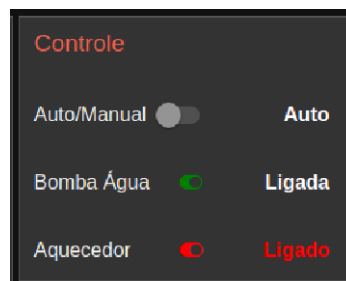 Controle
Auto/Manual Auto
Bomba Água Ligada
Aquecedor Ligado